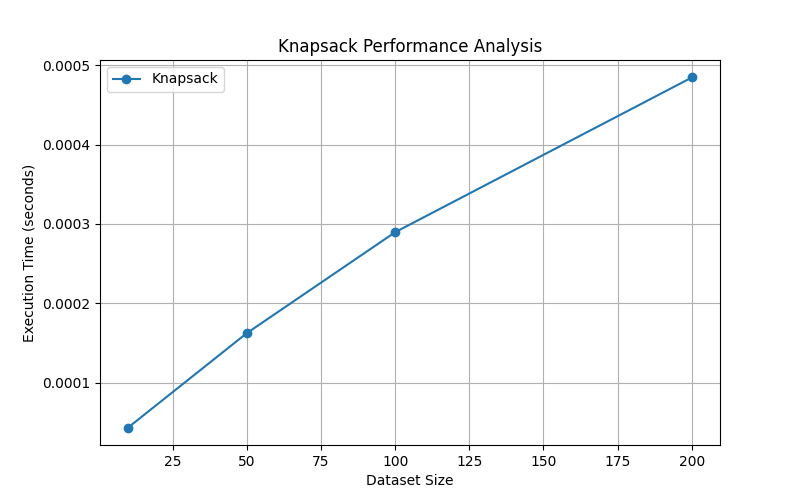 Knapsack Performance Analysis
Knapsack
0.0005
0.0004
0.0003
0.0002
0.0001
Execution Time (seconds)
25 50 75 100 125 150 175 200
Dataset Size